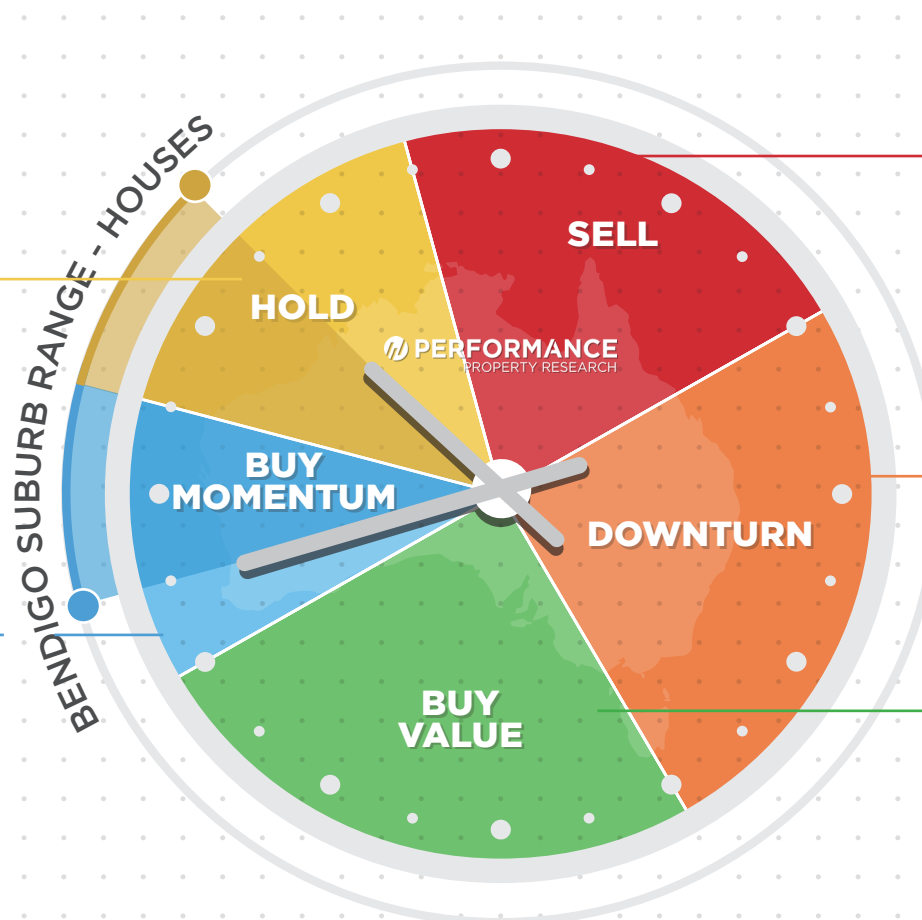 BENDIGO SUBURB RANGE - HOUSES
SELL
HOLD
PERFORMANCE
PROPERTY RESEARCH
BUY
MOMENTUM
DOWNTURN
BUY
VALUE